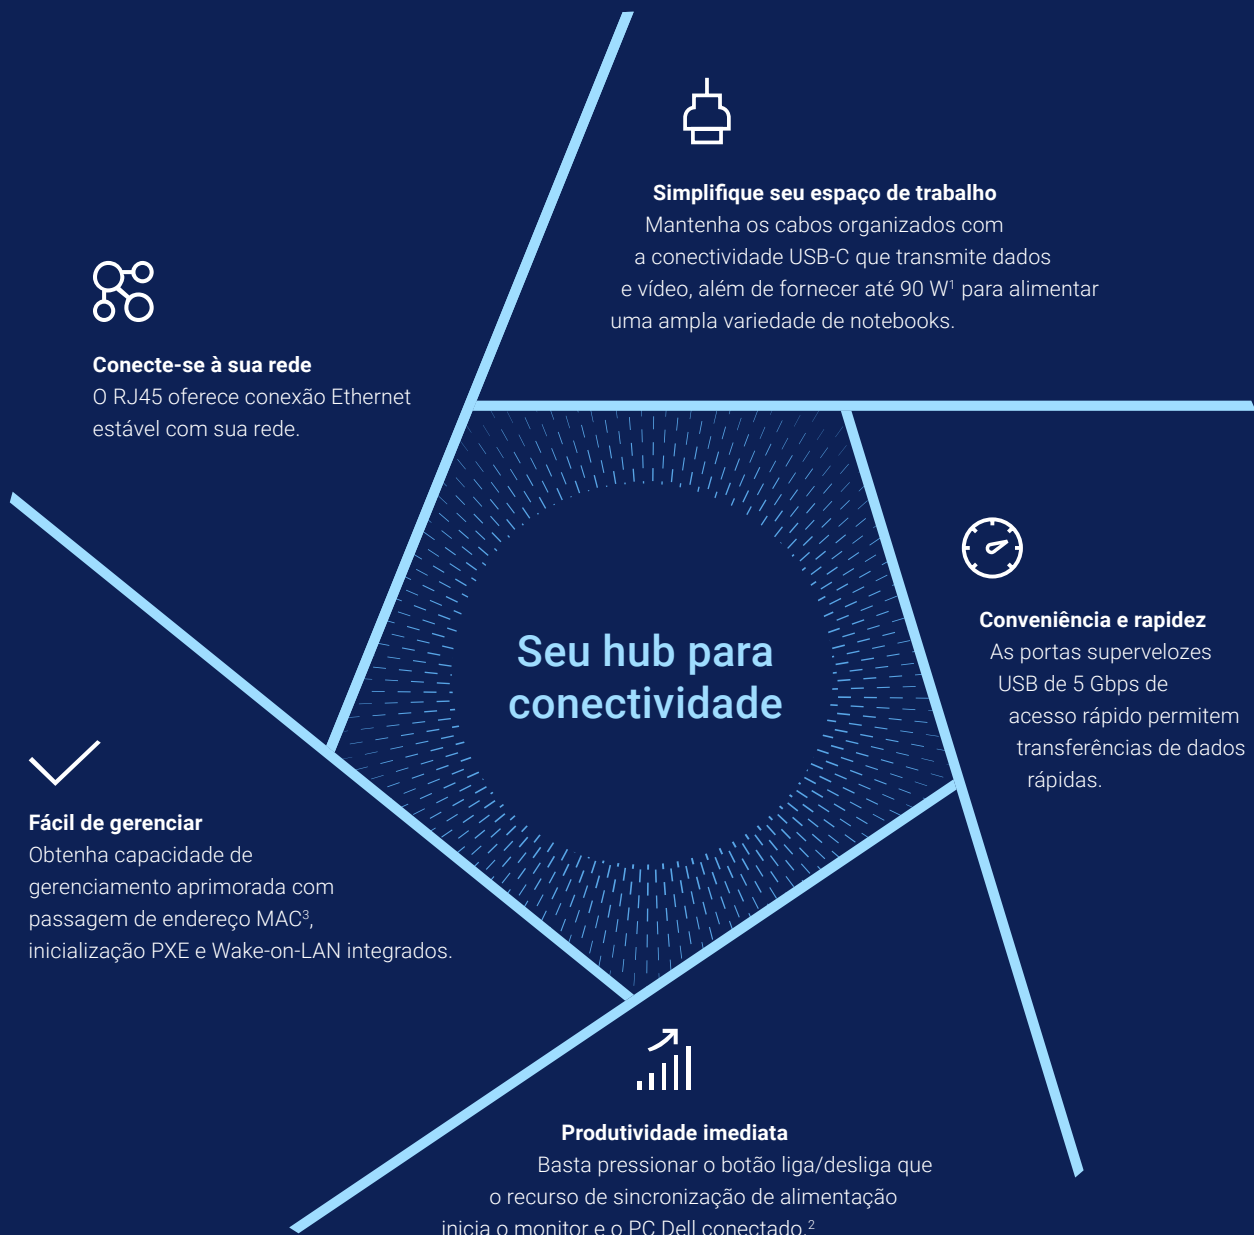 Simplifique seu espaço de trabalho
Mantenha os cabos organizados com
a conectividade USB-C que transmite dados
e vídeo, além de fornecer até 90 W¹ para alimentar
uma ampla variedade de notebooks.
Conecte-se à sua rede
O RJ45 oferece conexão Ethernet
estável com sua rede.
Seu hub para
conectividade
Conveniência e rapidez
As portas supervelozes
USB de 5 Gbps de
acesso rápido permitem
transferências de dados
rápidas.
Fácil de gerenciar
Obtenha capacidade de
gerenciamento aprimorada com
passagem de endereço MAC³,
inicialização PXE e Wake-on-LAN integrados.
Produtividade imediata
Basta pressionar o botão liga/desliga que
o recurso de sincronização de alimentação
inicia o monitor e o PC Dell conectado.²